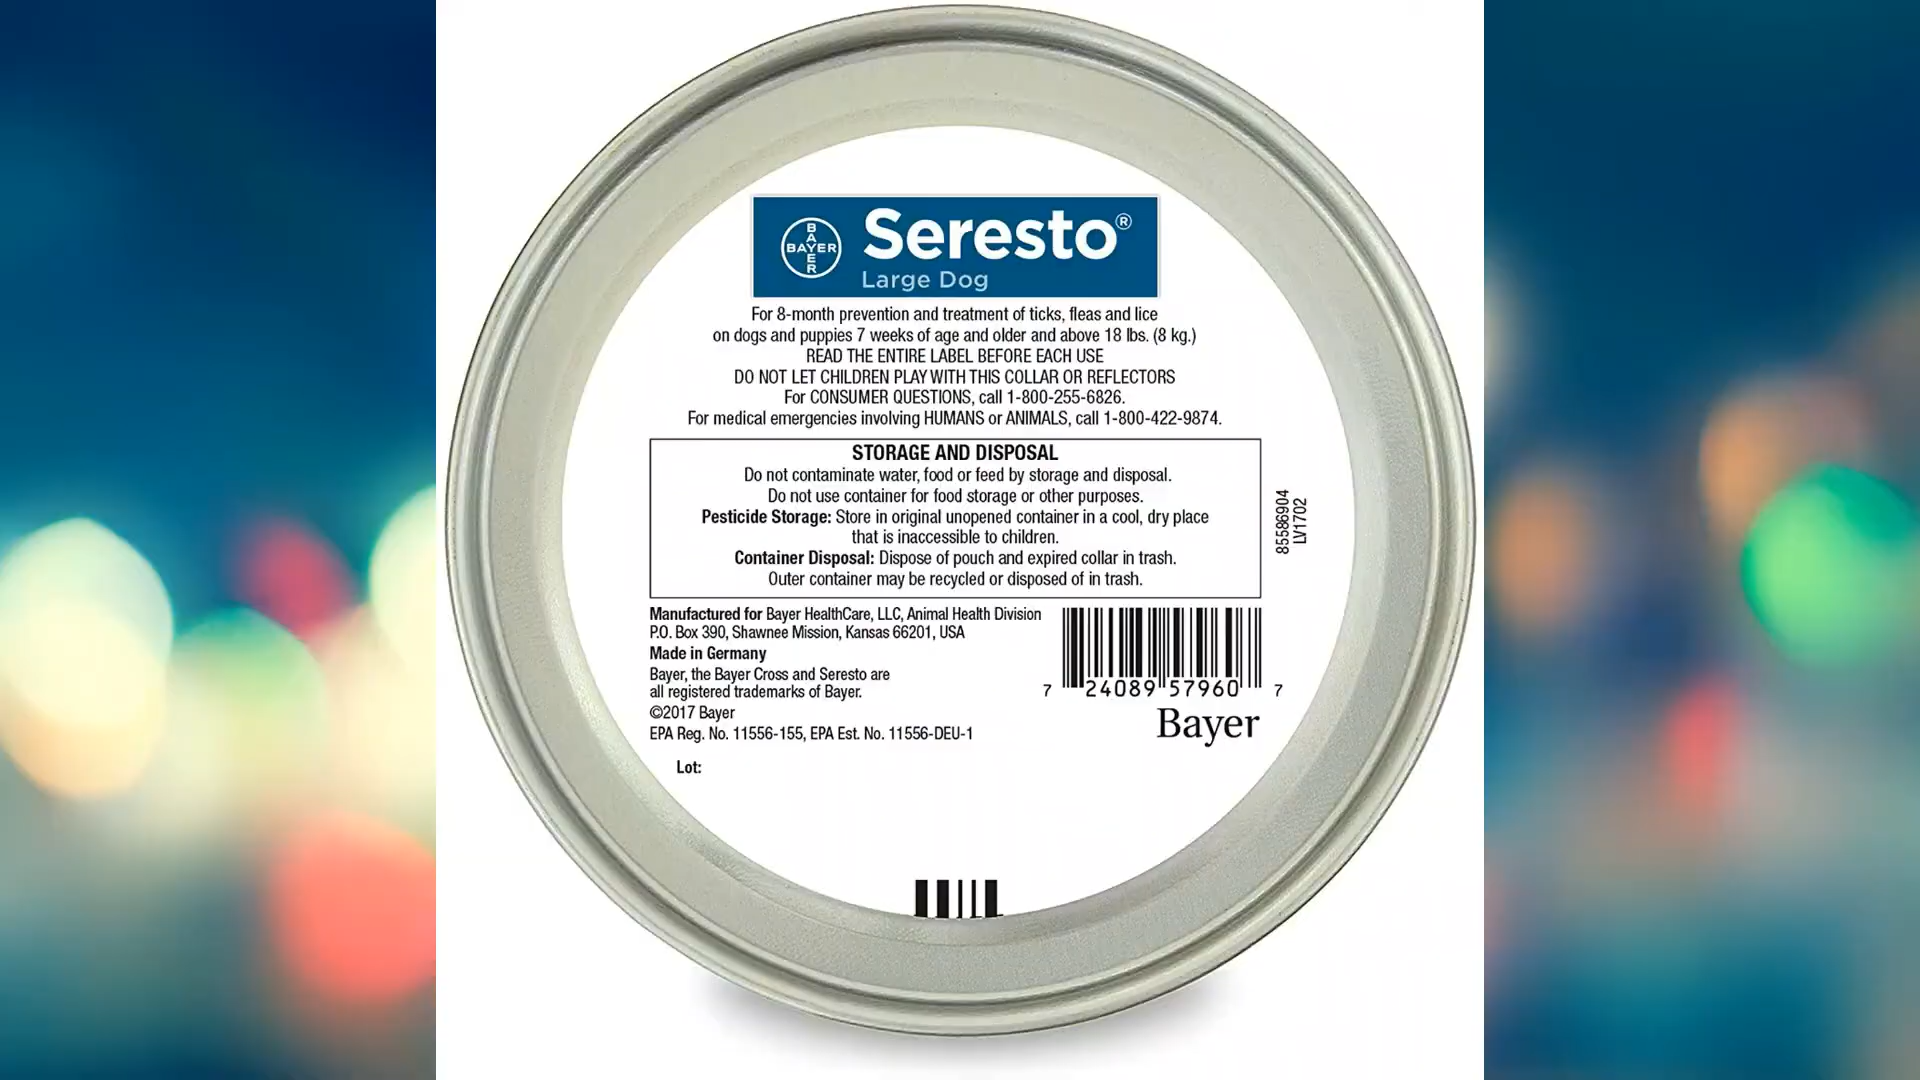 BAYER
BAYER
Seresto®
Large Dog
For 8-month prevention and treatment of ticks, fleas and lice
on dogs and puppies 7 weeks of age and older and above 18 lbs. (8 kg.)
READ THE ENTIRE LABEL BEFORE EACH USE
DO NOT LET CHILDREN PLAY WITH THIS COLLAR OR REFLECTORS
For CONSUMER QUESTIONS, call 1-800-255-6826.
For medical emergencies involving HUMANS or ANIMALS, call 1-800-422-9874.
STORAGE AND DISPOSAL
Do not contaminate water, food or feed by storage and disposal.
Do not use container for food storage or other purposes.
Pesticide Storage: Store in original unopened container in a cool, dry place
that is inaccessible to children.
Container Disposal: Dispose of pouch and expired collar in trash.
Outer container may be recycled or disposed of in trash.
85586904
LV1702
Manufactured for Bayer HealthCare, LLC, Animal Health Division
P.O. Box 390, Shawnee Mission, Kansas 66201, USA
Made in Germany
Bayer, the Bayer Cross and Seresto are
all registered trademarks of Bayer.
©2017 Bayer
EPA Reg. No. 11556-155, EPA Est. No. 11556-DEU-1
7 24089 57960 7
Bayer
Lot: